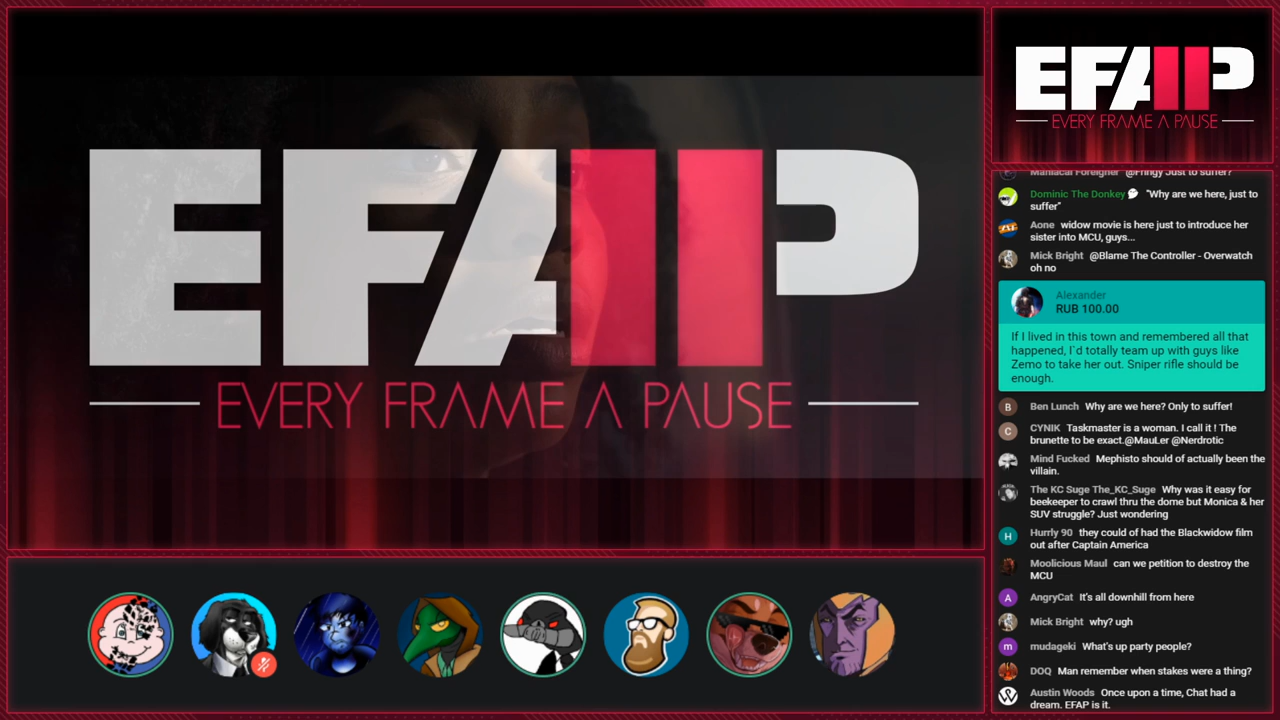 EFAP
EVERY FRAME A PAUSE
EFAP
EVERY FRAME A PAUSE
Maniacal Foreigner @Fringy Just to suffer?
Dominic The Donkey "Why are we here, just to
suffer"
Aone widow movie is here just to introduce her
sister into MCU, guys...
Mick Bright @Blame The Controller - Overwatch
oh no
Alexander
RUB 100.00
If I lived in this town and remembered all that
happened, I`d totally team up with guys like
Zemo to take her out. Sniper rifle should be
enough.
B Ben Lunch Why are we here? Only to suffer!
C CYNIK Taskmaster is a woman. I call it ! The
brunette to be exact.@MauLer @Nerdrotic
Mind Fucked Mephisto should of actually been the
villain.
The KC Suge The_KC_Suge Why was it easy for
beekeeper to crawl thru the dome but Monica & her
SUV struggle? Just wondering
H Hurrly 90 they could of had the Blackwidow film
out after Captain America
Moolicious Maul can we petition to destroy the
MCU
A AngryCat It's all downhill from here
Mick Bright why? ugh
m mudageki What's up party people?
DOQ Man remember when stakes were a thing?
Austin Woods Once upon a time, Chat had a
dream. EFAP is it.